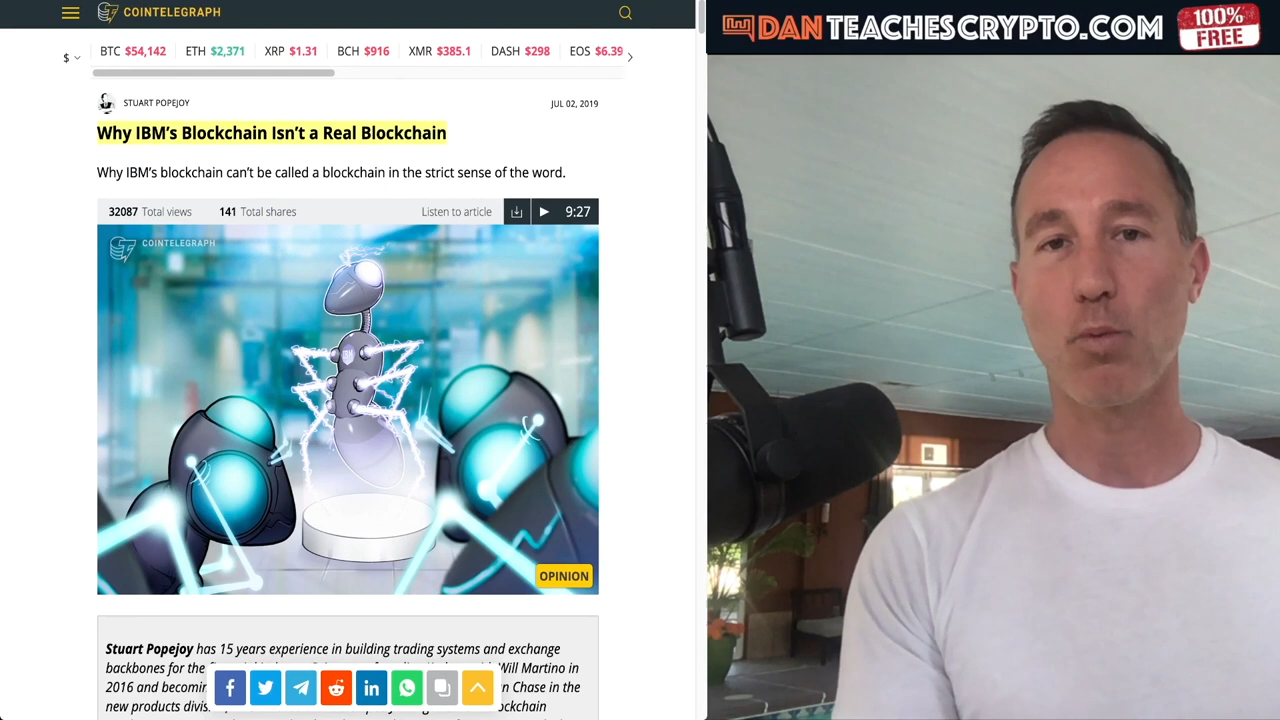 COINTELEGRAPH
$ BTC $54,142 ETH $2,371 XRP $1.31 BCH $916 XMR $385.1 DASH $298 EOS $6.39
STUART POPEJOY JUL 02, 2019
Why IBM's Blockchain Isn't a Real Blockchain
Why IBM's blockchain can't be called a blockchain in the strict sense of the word.
32087 Total views 141 Total shares Listen to article 9:27
COINTELEGRAPH
OPINION
Stuart Popejoy has 15 years experience in building trading systems and exchange
backbones for the
Will Martino in
2016 and
Chase in the
new products
DANTEACHESCRYPTO.COM
100%
FREE